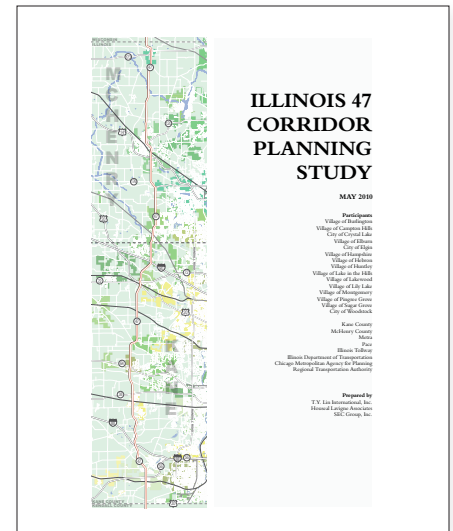 MCHENRY
KANE
ILLINOIS 47
CORRIDOR
PLANNING
STUDY
MAY 2010
Participants
Village of Burlington
Village of Campton Hills
City of Crystal Lake
Village of Elburn
City of Elgin
Village of Hampshire
Village of Hebron
Village of Huntley
Village of Lake in the Hills
Village of Lakewood
Village of Lily Lake
Village of Montgomery
Village of Pingree Grove
Village of Sugar Grove
City of Woodstock
Kane County
McHenry County
Metra
Pace
Illinois Tollway
Illinois Department of Transportation
Chicago Metropolitan Agency for Planning
Regional Transportation Authority
Prepared by
T.Y. Lin International, Inc.
Houseal Lavigne Associates
SEC Group, Inc.